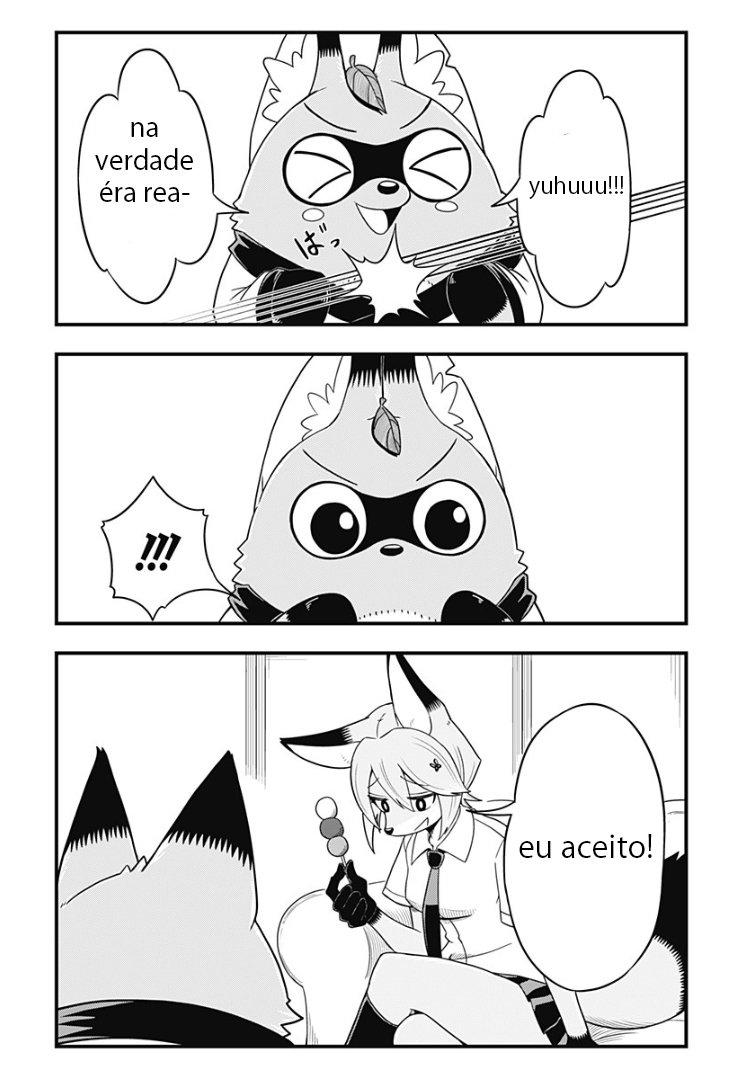 yuhuuu!!!
na
verdade
éra rea-
ばっ
!!!
eu aceito!